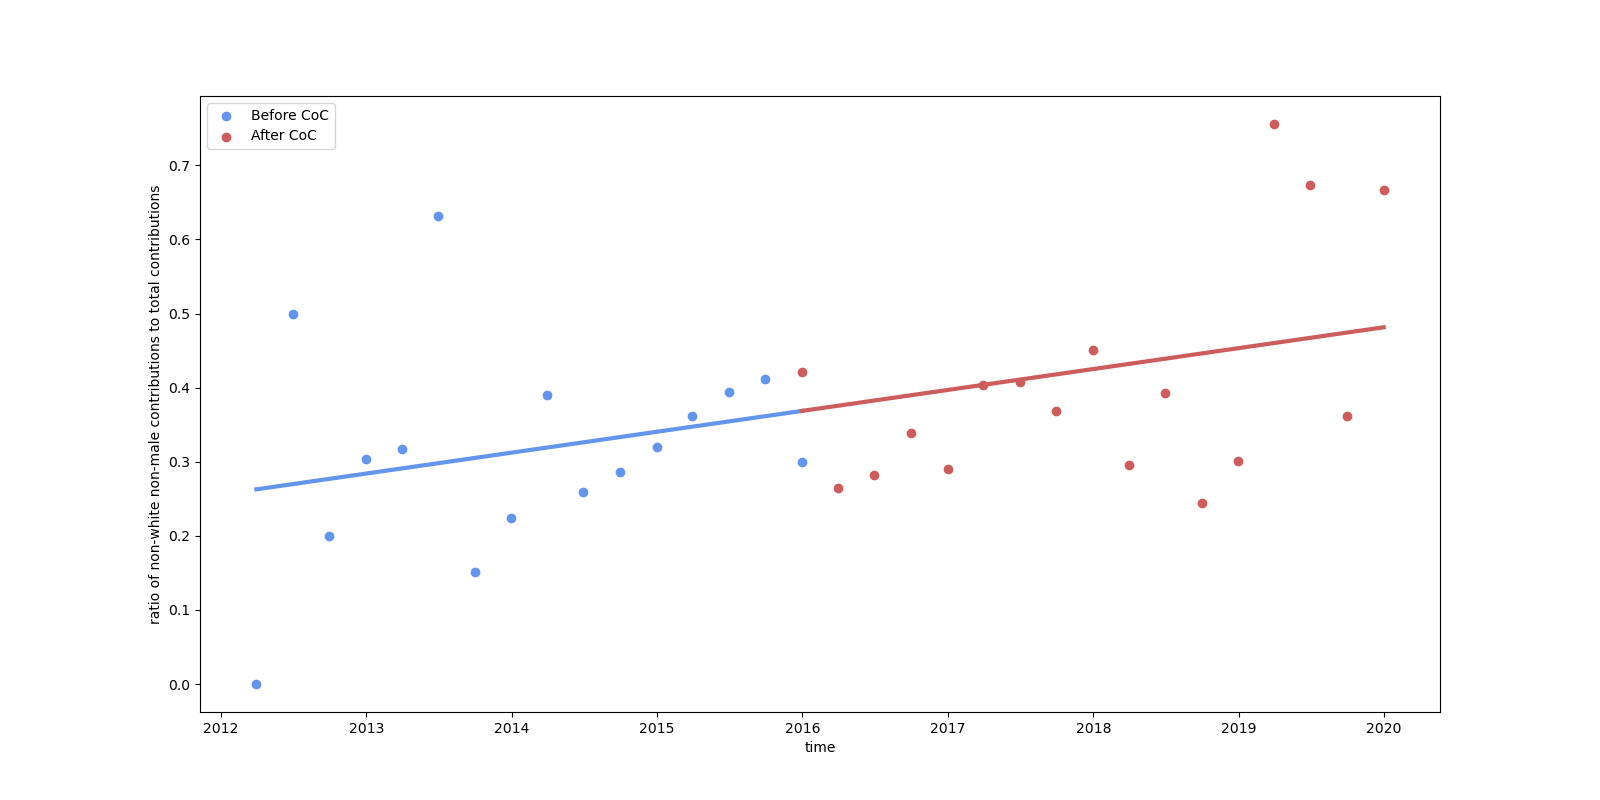 Before CoC
After CoC
ratio of non-white non-male contributions to total contributions
0.7
0.6
0.5
0.4
0.3
0.2
0.1
0.0
2012 2013 2014 2015 2016 2017 2018 2019 2020
time